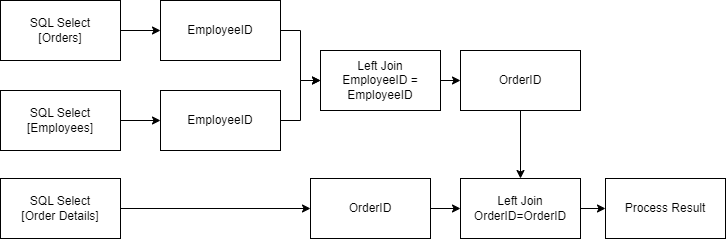 SQL Select
[Orders]
EmployeeID
SQL Select
[Employees]
EmployeeID
Left Join
EmployeeID =
EmployeeID
OrderID
SQL Select
[Order Details]
OrderID
Left Join
OrderID=OrderID
Process Result